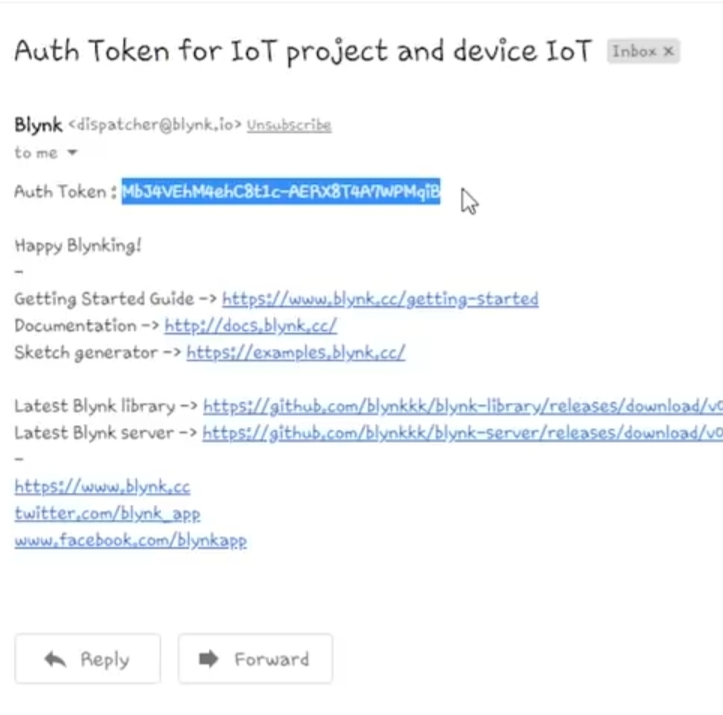 Auth Token for IoT project and device IoT Inbox ×
Blynk <dispatcher@blynk.io> Unsubscribe
to me
Auth Token : MbJ4VEhM4ehC8t1c-AERX8T4A7WPMqiB
Happy Blynking!
-
Getting Started Guide -> https://www.blynk.cc/getting-started
Documentation -> http://docs.blynk.cc/
Sketch generator -> https://examples.blynk.cc/
Latest Blynk library -> https://github.com/blynkkk/blynk-library/releases/download/v0
Latest Blynk server -> https://github.com/blynkkk/blynk-server/releases/download/v0
-
https://www.blynk.cc
twitter.com/blynk_app
www.facebook.com/blynkapp
Reply Forward